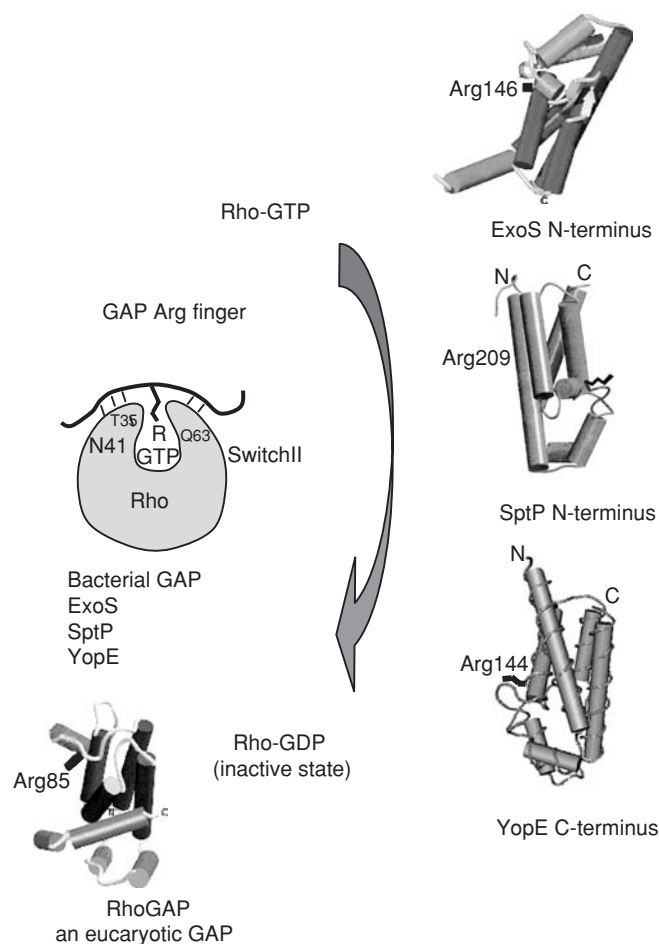 Arg146
ExoS N-terminus
Rho-GTP
GAP Arg finger
N
C
Arg209
T35
R
Q63
N41
GTP
SwitchII
Rho
SptP N-terminus
Bacterial GAP
ExoS
SptP
YopE
N
C
Arg144
Rho-GDP
(inactive state)
Arg85
YopE C-terminus
RhoGAP
an eucaryotic GAP